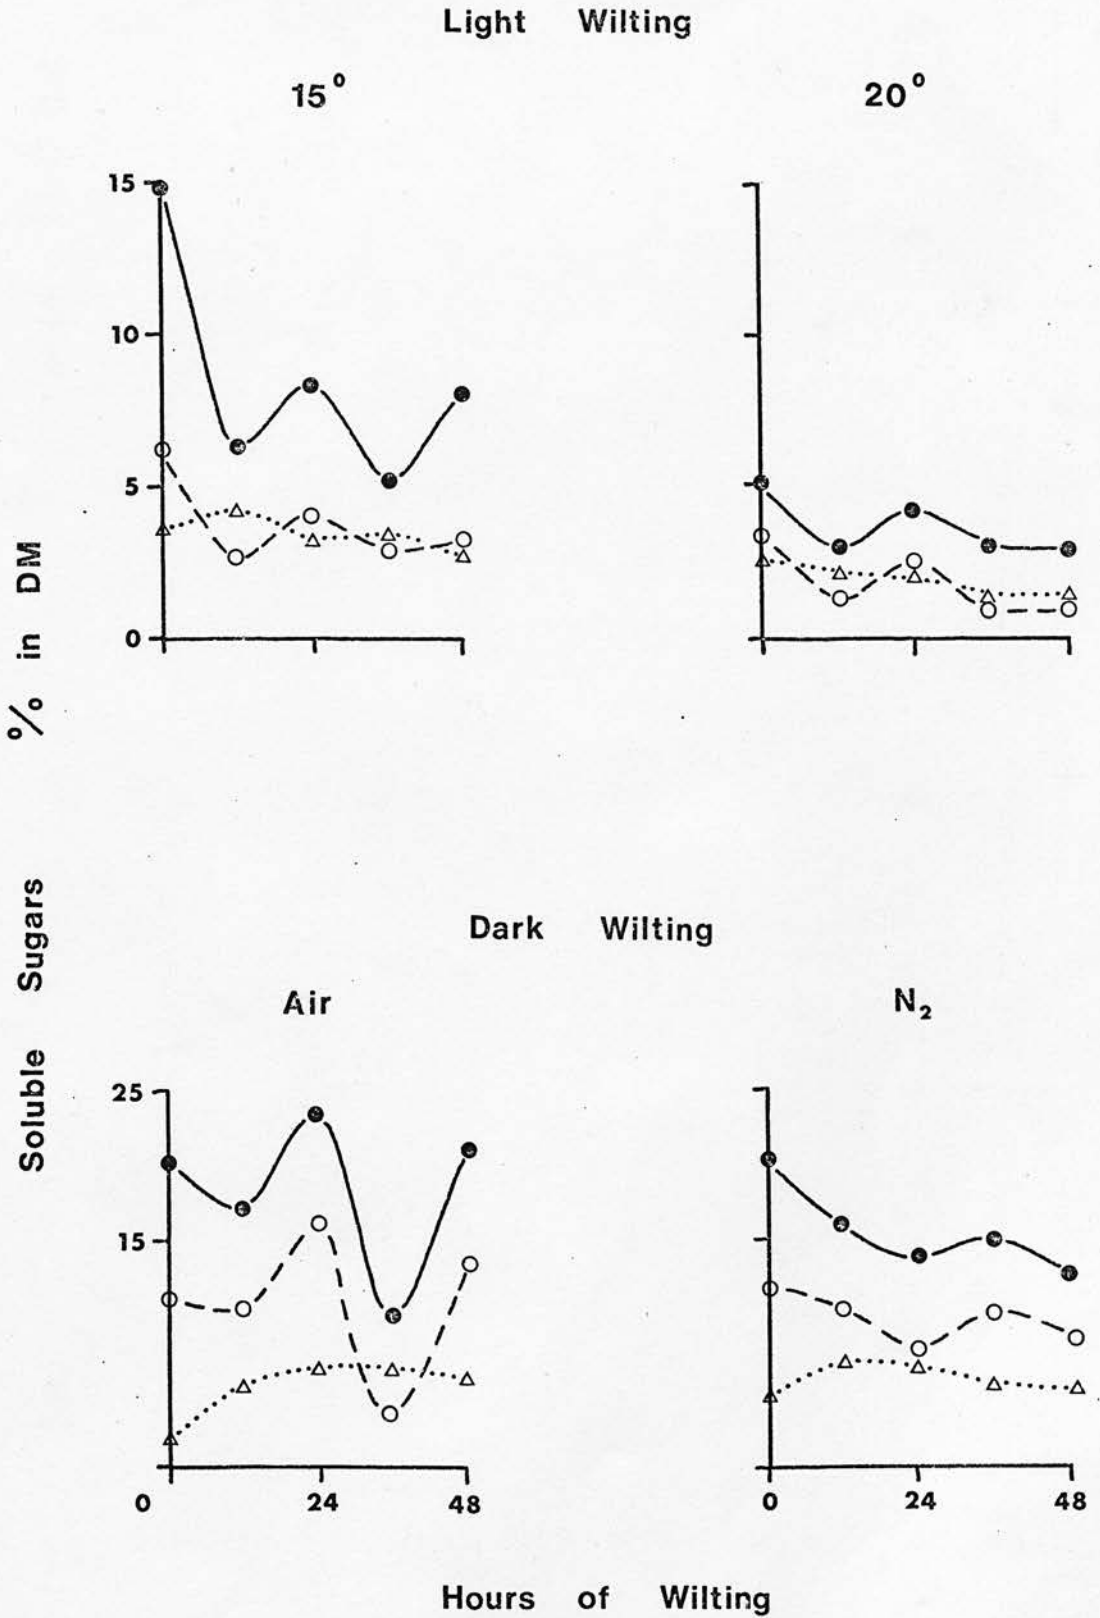 Light Wilting
15° 20°
15
10
5
0
Soluble Sugars % in DM
Dark Wilting
Air N₂
25
15
0 24 48 0 24 48
Hours of Wilting